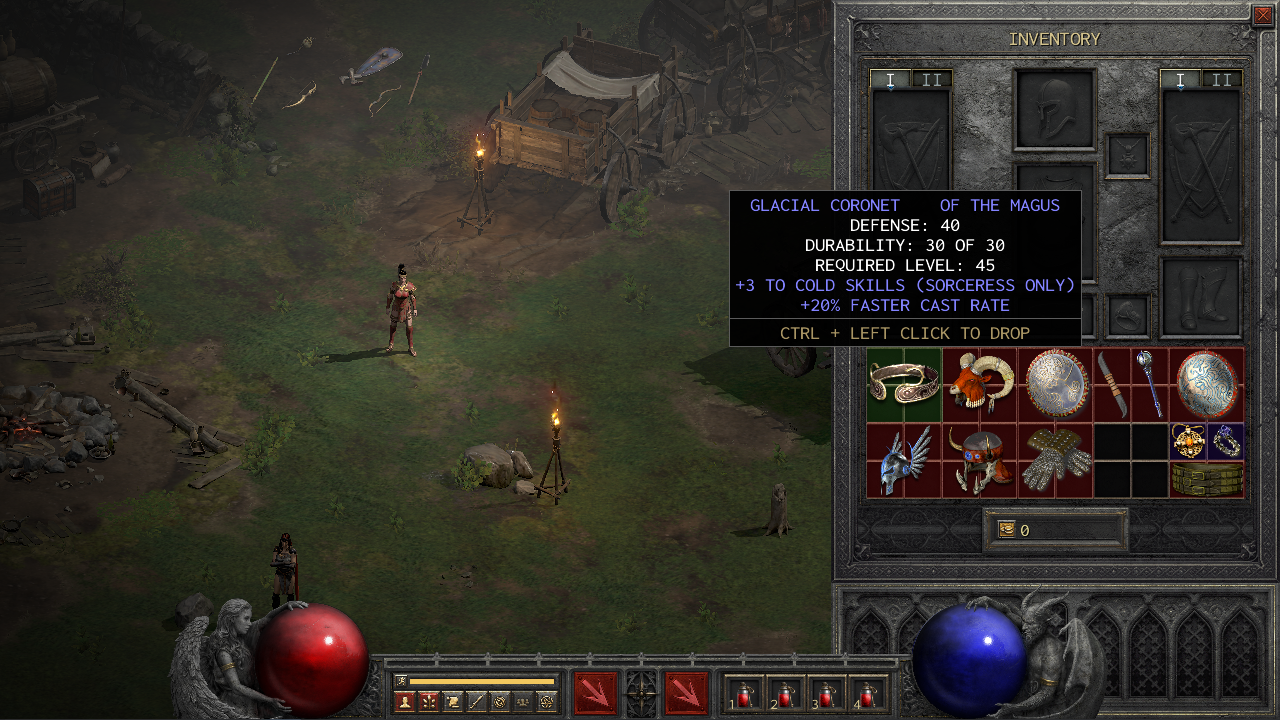 INVENTORY
I II
I II
GLACIAL CORONET OF THE MAGUS
DEFENSE: 40
DURABILITY: 30 OF 30
REQUIRED LEVEL: 45
+3 TO COLD SKILLS (SORCERESS ONLY)
+20% FASTER CAST RATE
CTRL + LEFT CLICK TO DROP
0
1 2 3 4